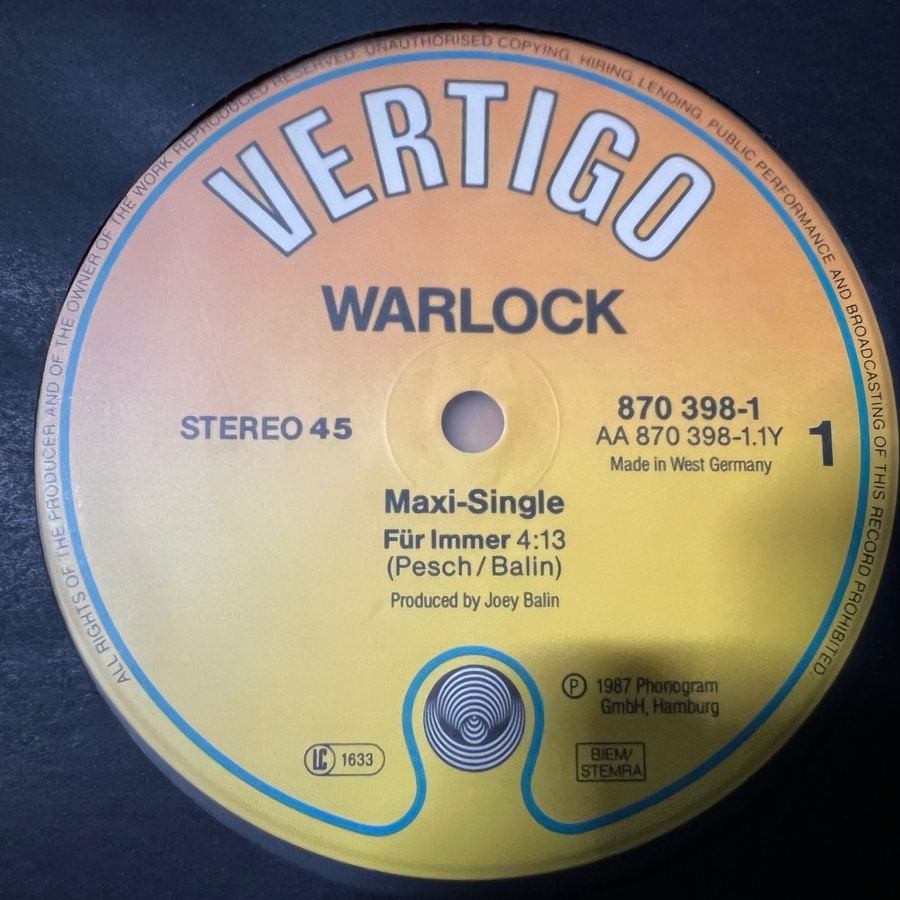 ALL RIGHTS OF THE PRODUCER AND OF THE OWNER OF THE WORK REPRODUCED RESERVED. UNAUTHORISED COPYING, HIRING, LENDING, PUBLIC PERFORMANCE AND BROADCASTING OF THIS RECORD PROHIBITED.
VERTIGO
WARLOCK
STEREO 45
870 398-1
AA 870 398-1.1Y
1
Made in West Germany
Maxi-Single
Für Immer 4:13
(Pesch/Balin)
Produced by Joey Balin
Ⓟ 1987 Phonogram
GmbH, Hamburg
LC 1633
BIEM/
STEMRA